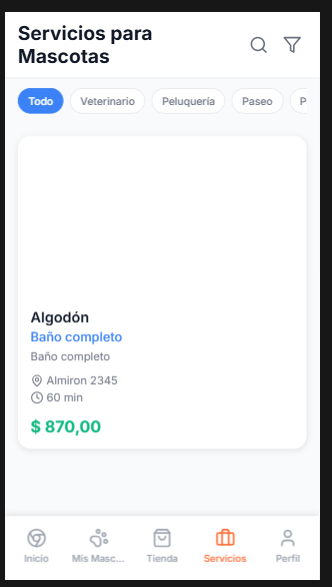 Servicios para
Mascotas
Todo
Veterinario
Peluquería
Paseo
P
Algodón
Baño completo
Baño completo
Almiron 2345
60 min
$ 870,00
Inicio
Mis Masc...
Tienda
Servicios
Perfil